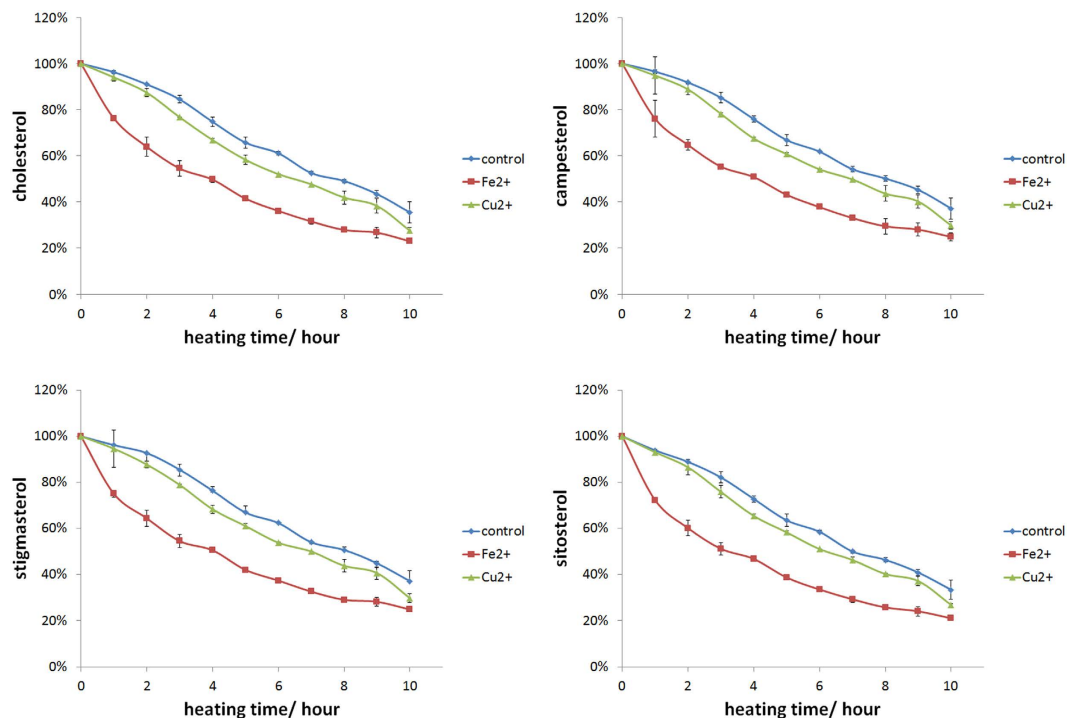 120%
100%
80%
60%
40%
20%
0%
cholesterol
0 2 4 6 8 10
heating time/ hour
control
Fe2+
Cu2+
120%
100%
80%
60%
40%
20%
0%
campesterol
0 2 4 6 8 10
heating time/ hour
control
Fe2+
Cu2+
120%
100%
80%
60%
40%
20%
0%
stigmasterol
0 2 4 6 8 10
heating time/ hour
control
Fe2+
Cu2+
120%
100%
80%
60%
40%
20%
0%
sitosterol
0 2 4 6 8 10
heating time/ hour
control
Fe2+
Cu2+